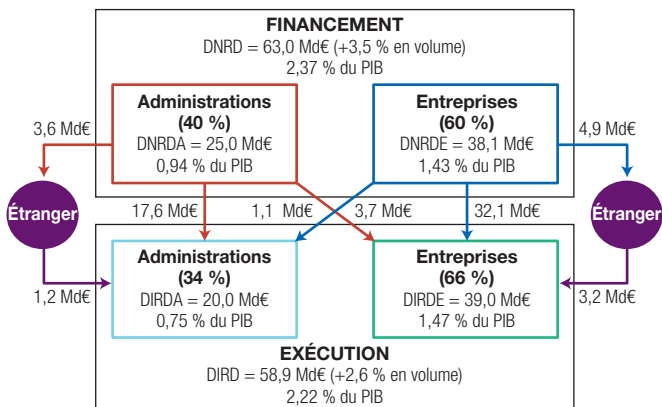 FINANCEMENT
DNRD = 63,0 Md€ (+3,5 % en volume)
2,37 % du PIB
Administrations
(40 %)
DNRDA = 25,0 Md€
0,94 % du PIB
Entreprises
(60 %)
DNRDE = 38,1 Md€
1,43 % du PIB
3,6 Md€
4,9 Md€
Étranger
Étranger
17,6 Md€
1,1 Md€
3,7 Md€
32,1 Md€
Administrations
(34 %)
DIRDA = 20,0 Md€
0,75 % du PIB
Entreprises
(66 %)
DIRDE = 39,0 Md€
1,47 % du PIB
1,2 Md€
3,2 Md€
EXÉCUTION
DIRD = 58,9 Md€ (+2,6 % en volume)
2,22 % du PIB